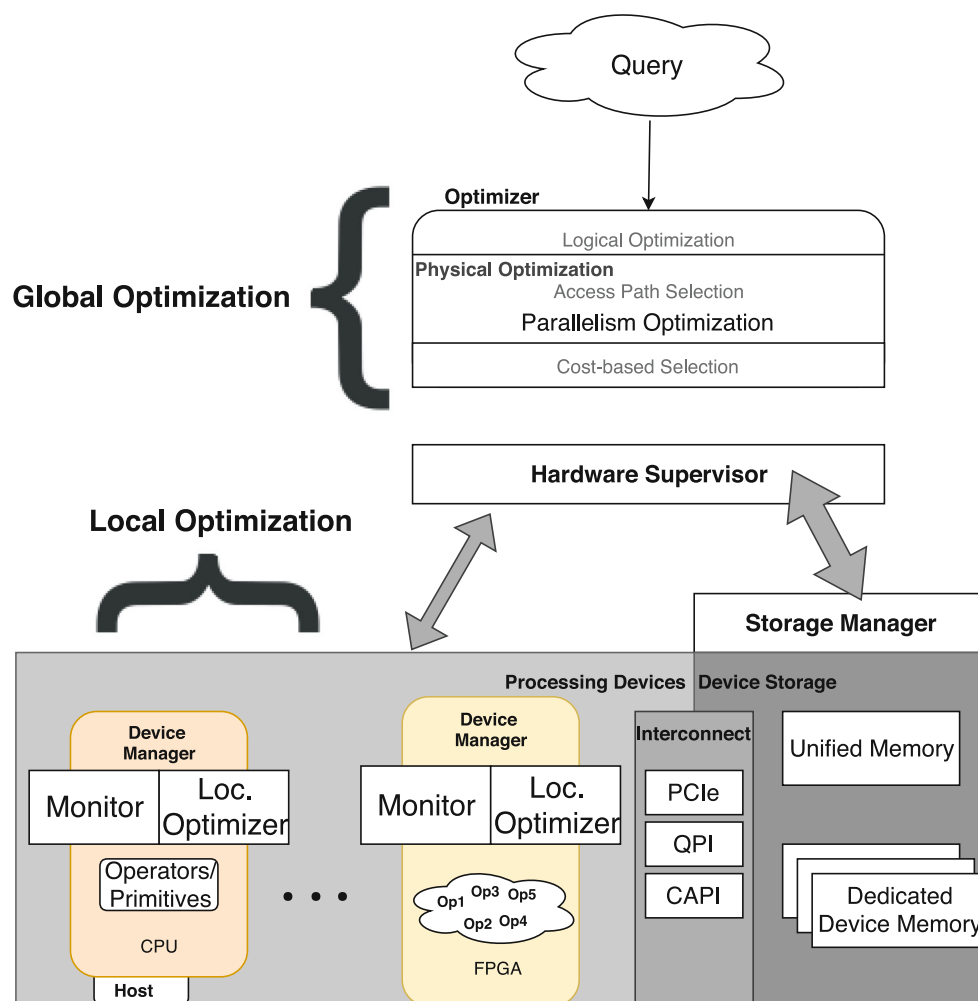 Query
Optimizer
Logical Optimization
Physical Optimization
Access Path Selection
Parallelism Optimization
Cost-based Selection
Global Optimization
Hardware Supervisor
Local Optimization
Storage Manager
Processing Devices
Device Storage
Device
Manager
Monitor
Loc.
Optimizer
Operators/
Primitives
CPU
Host
Device
Manager
Monitor
Loc.
Optimizer
Op1 Op3 Op5
Op2 Op4
FPGA
Interconnect
PCIe
QPI
CAPI
Unified Memory
Dedicated
Device Memory